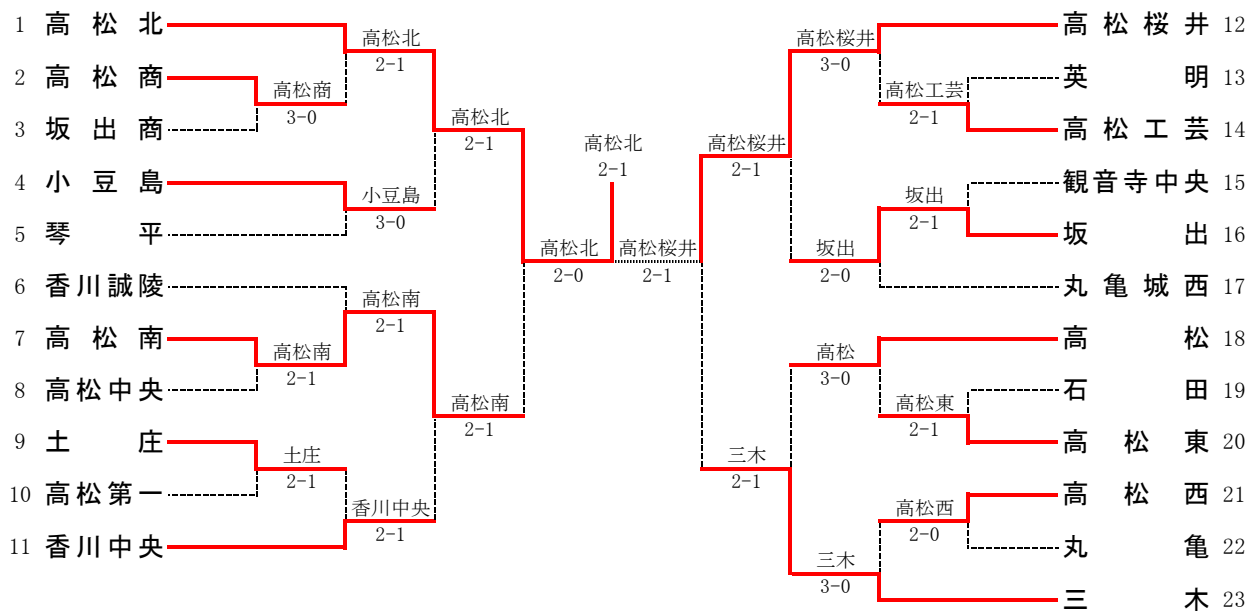 1 高松北
2 高松商
3 坂出商
4 小豆島
5 琴平
6 香川誠陵
7 高松南
8 高松中央
9 土庄
10 高松第一
11 香川中央
高松商
3-0
高松南
2-1
土庄
2-1
高松北
2-1
小豆島
3-0
高松南
2-1
香川中央
2-1
高松北
2-1
高松南
2-1
高松北
2-0
高松北
2-1
高松桜井
2-1
高松桜井
2-1
三木
2-1
高松桜井
3-0
坂出
2-0
高松
3-0
三木
3-0
高松工芸
2-1
坂出
2-1
高松東
2-1
高松西
2-0
高松桜井 12
英明 13
高松工芸 14
観音寺中央 15
坂出 16
丸亀城西 17
高松 18
石田 19
高松東 20
高松西 21
丸亀 22
三木 23